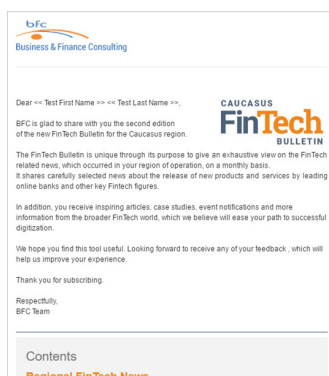 bfc
Business & Finance Consulting
Dear << Test First Name >> << Test Last Name >>,
CAUCASUS
FinTech
BULLETIN
BFC is glad to share with you the second edition
of the new FinTech Bulletin for the Caucasus region.
The FinTech Bulletin is unique through its purpose to give an exhaustive view on the FinTech
related news, which occurred in your region of operation, on a monthly basis.
It shares carefully selected news about the release of new products and services by leading
online banks and other key Fintech figures.
In addition, you receive inspiring articles, case studies, event notifications and more
information from the broader FinTech world, which we believe will ease your path to successful
digitization.
We hope you find this tool useful. Looking forward to receive any of your feedback , which will
help us improve your experience.
Thank you for subscribing.
Respectfully,
BFC Team
Contents
Regional FinTech News